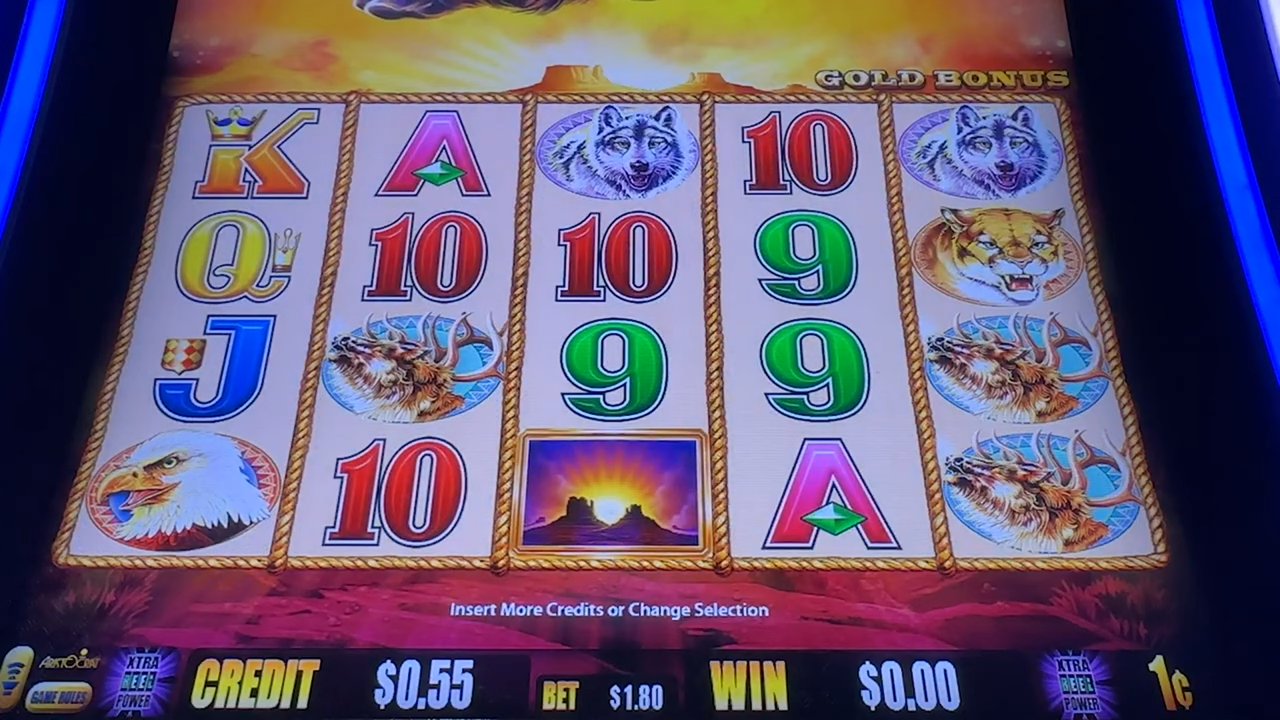 GOLD BONUS
K A 10
Q 10 10 9
J 9 9
10 A
Insert More Credits or Change Selection
ARISTOCRAT
GAME RULES
XTRA
REEL
POWER
CREDIT $0.55
BET $1.80
WIN $0.00
XTRA
REEL
POWER
1¢